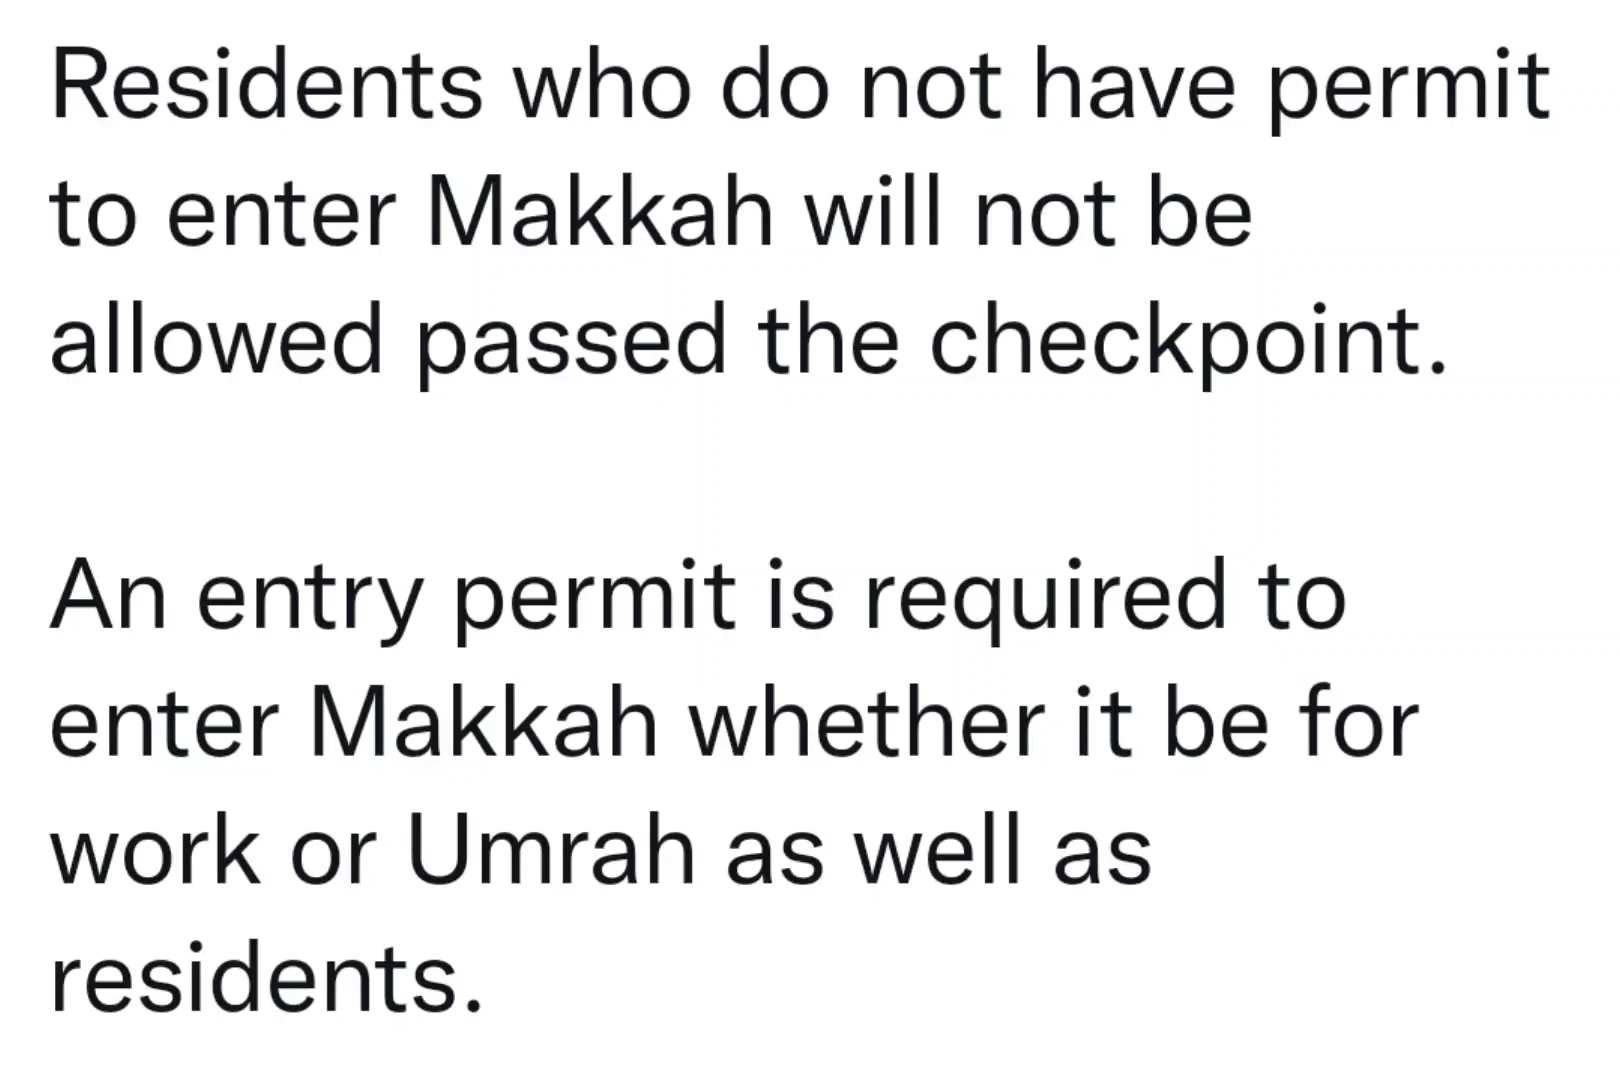 Residents who do not have permit
to enter Makkah will not be
allowed passed the checkpoint.
An entry permit is required to
enter Makkah whether it be for
work or Umrah as well as
residents.